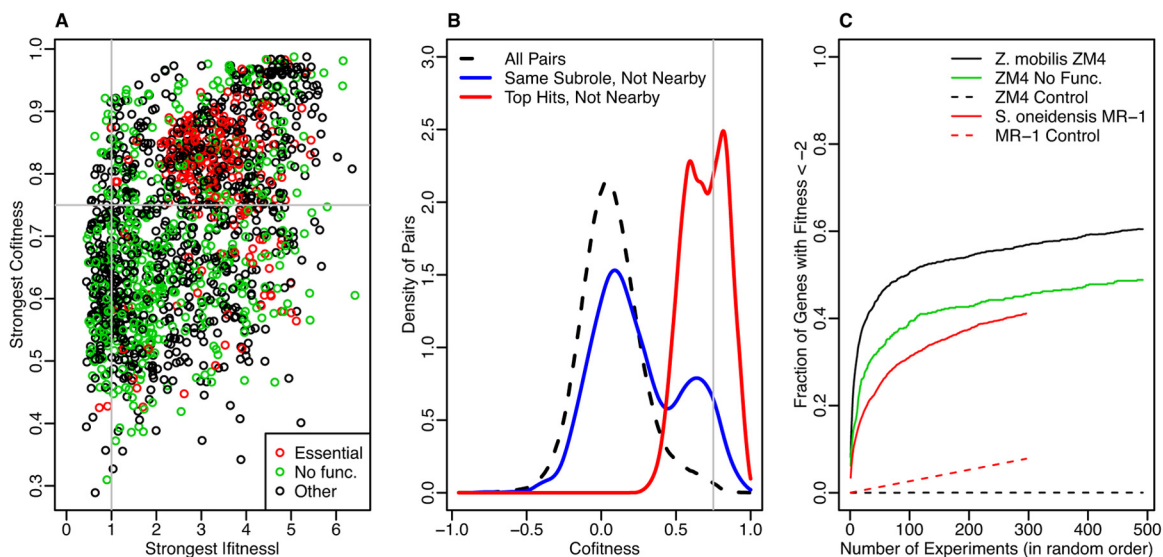 A
Strongest Cofitness
1.0
0.9
0.8
0.7
0.6
0.5
0.4
0.3
Essential
No func.
Other
0 1 2 3 4 5 6
Strongest lfitnessl
B
Density of Pairs
3.0
2.5
2.0
1.5
1.0
0.5
0.0
All Pairs
Same Subrole, Not Nearby
Top Hits, Not Nearby
−1.0 −0.5 0.0 0.5 1.0
Cofitness
C
Fraction of Genes with Fitness < −2
1.0
0.8
0.6
0.4
0.2
0.0
Z. mobilis ZM4
ZM4 No Func.
ZM4 Control
S. oneidensis MR−1
MR−1 Control
0 100 200 300 400 500
Number of Experiments (in random order)